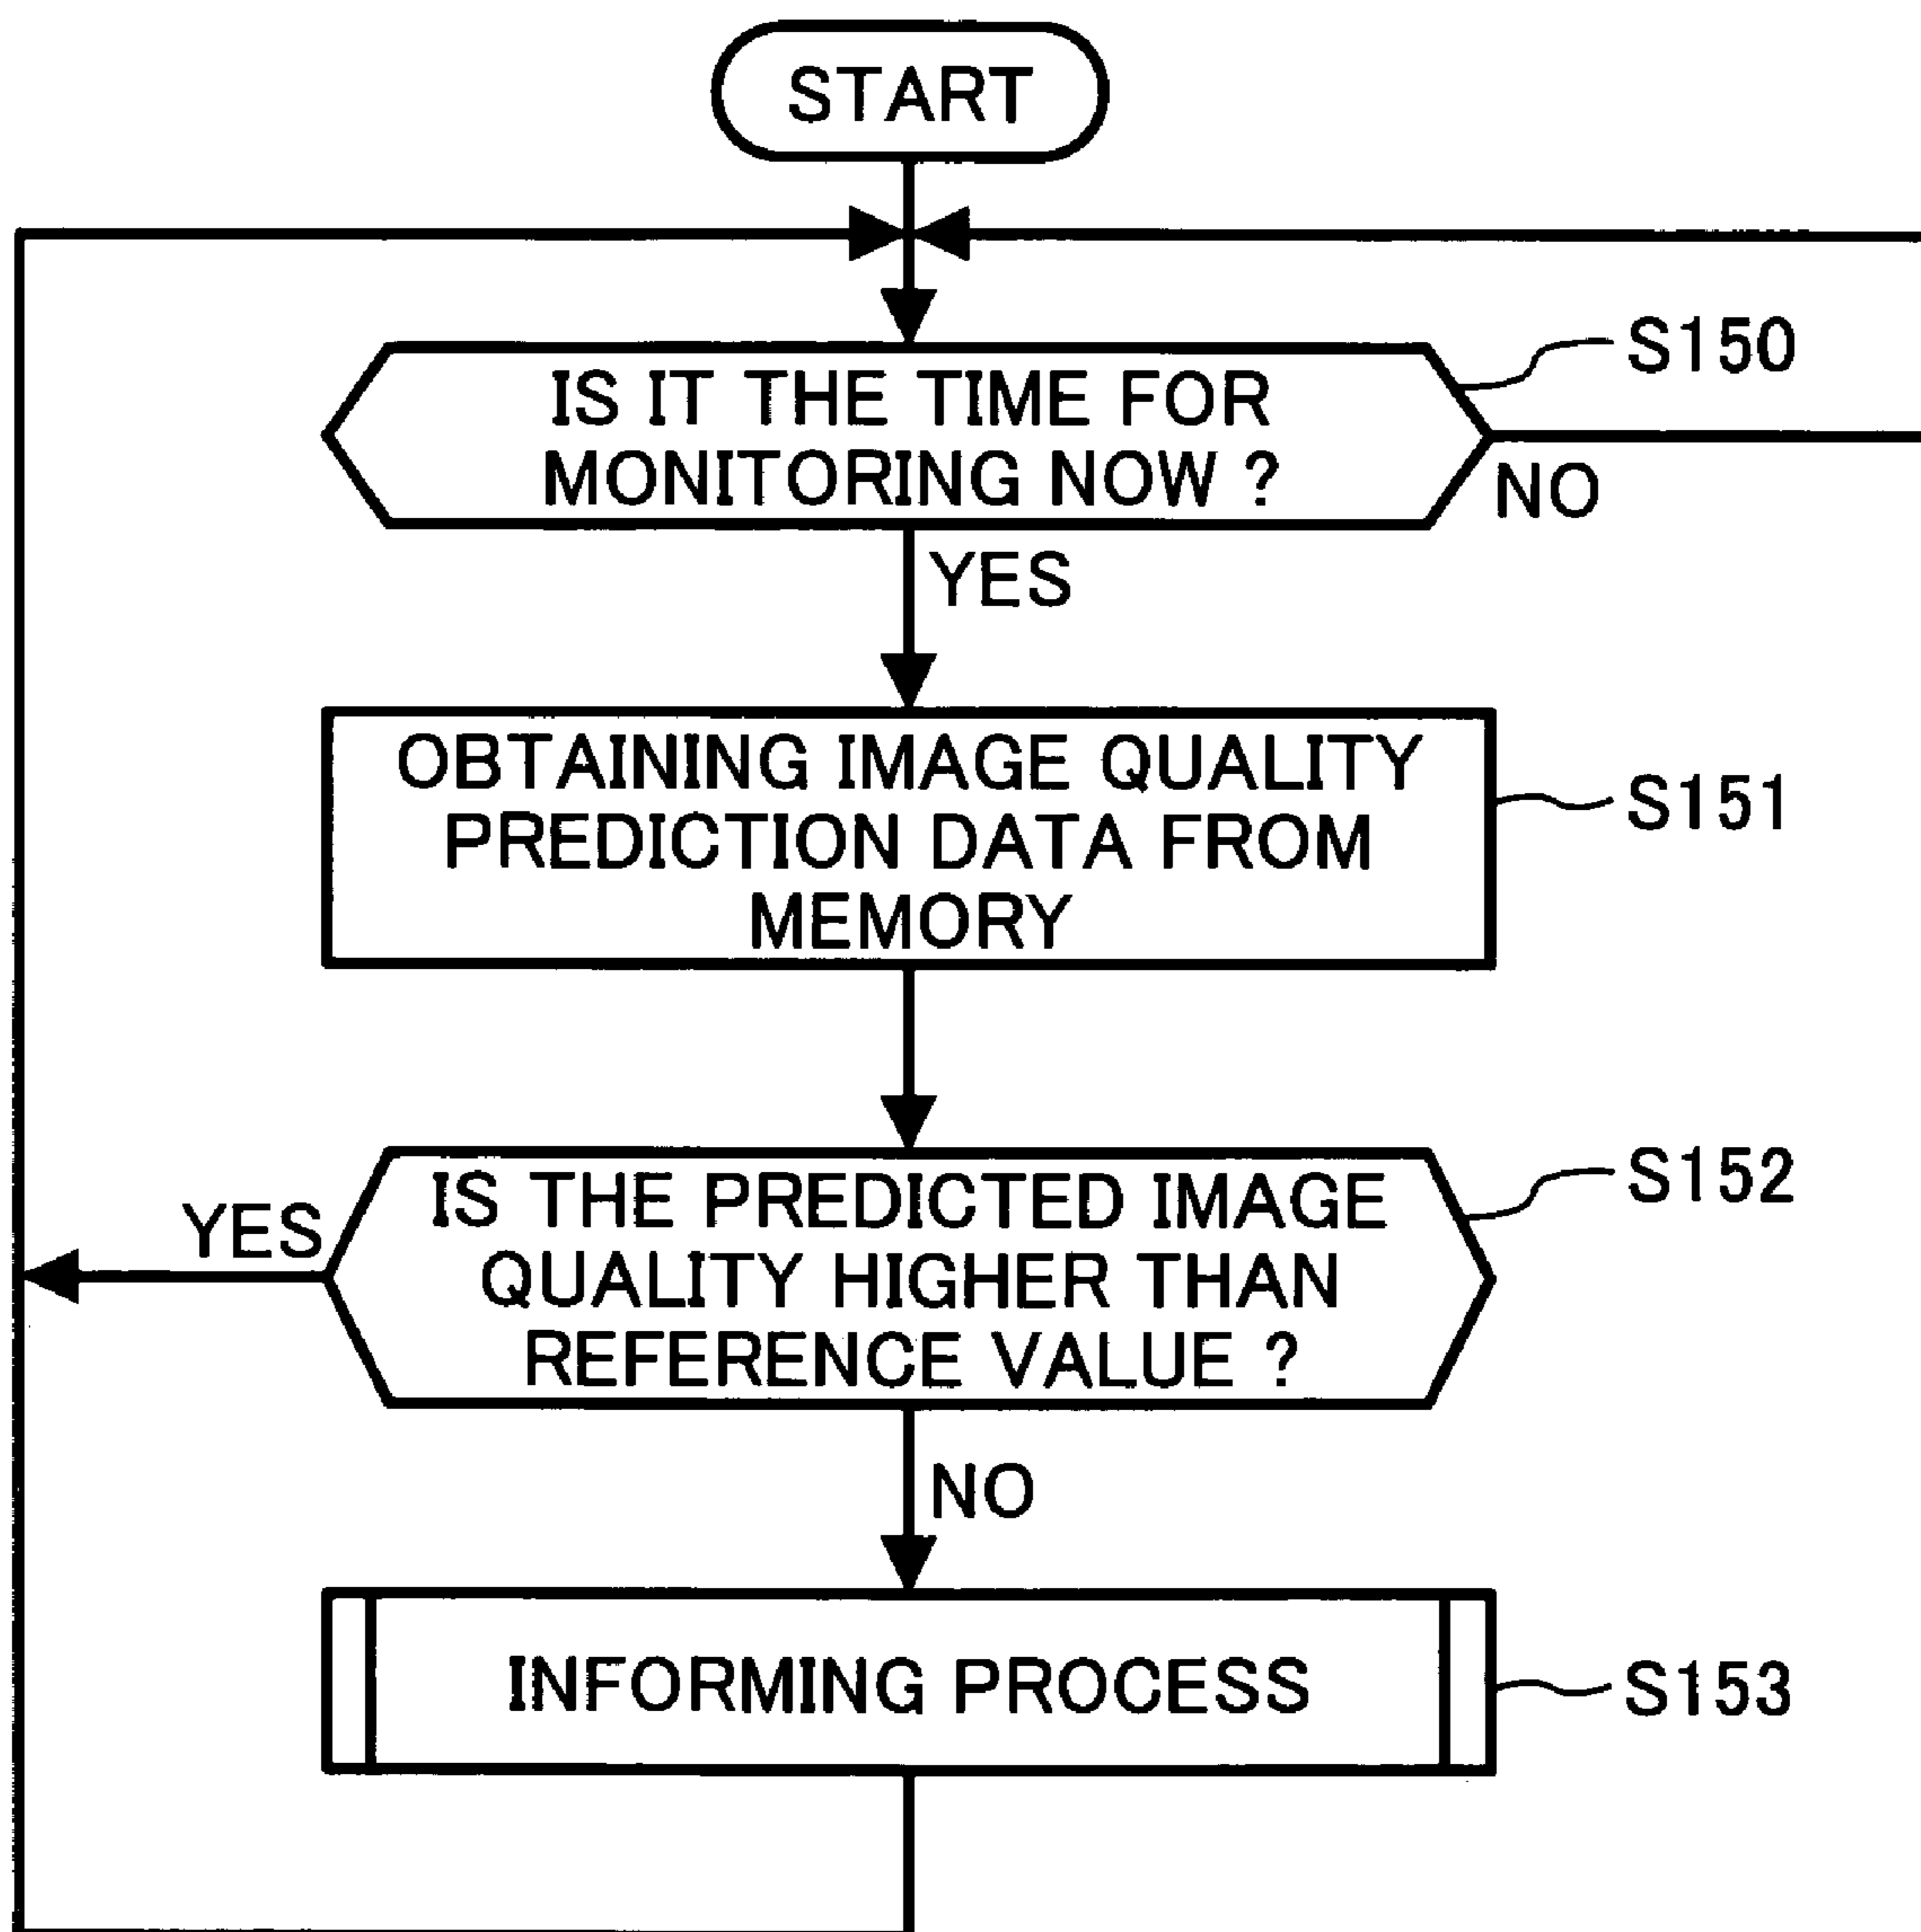 START
IS IT THE TIME FOR
MONITORING NOW ?
S150
NO
YES
OBTAINING IMAGE QUALITY
PREDICTION DATA FROM
MEMORY
S151
IS THE PREDICTED IMAGE
QUALITY HIGHER THAN
REFERENCE VALUE ?
S152
YES
NO
INFORMING PROCESS
S153